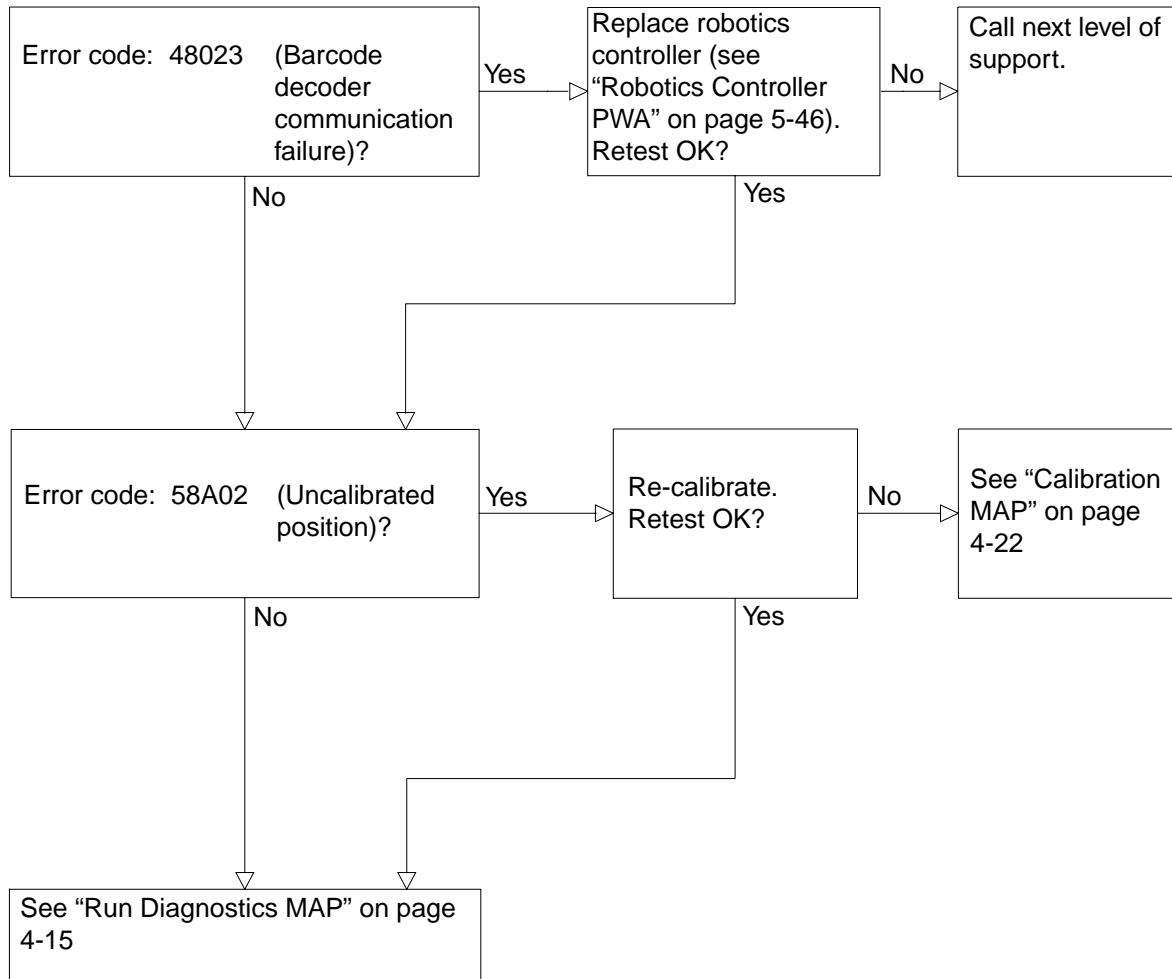 Error code: 48023 (Barcode
decoder
communication
failure)?
Yes
Replace robotics
controller (see
“Robotics Controller
PWA” on page 5-46).
Retest OK?
No
Call next level of
support.
No
Yes
Error code: 58A02 (Uncalibrated
position)?
Yes
Re-calibrate.
Retest OK?
No
See “Calibration
MAP” on page
4-22
No
Yes
See “Run Diagnostics MAP” on page
4-15